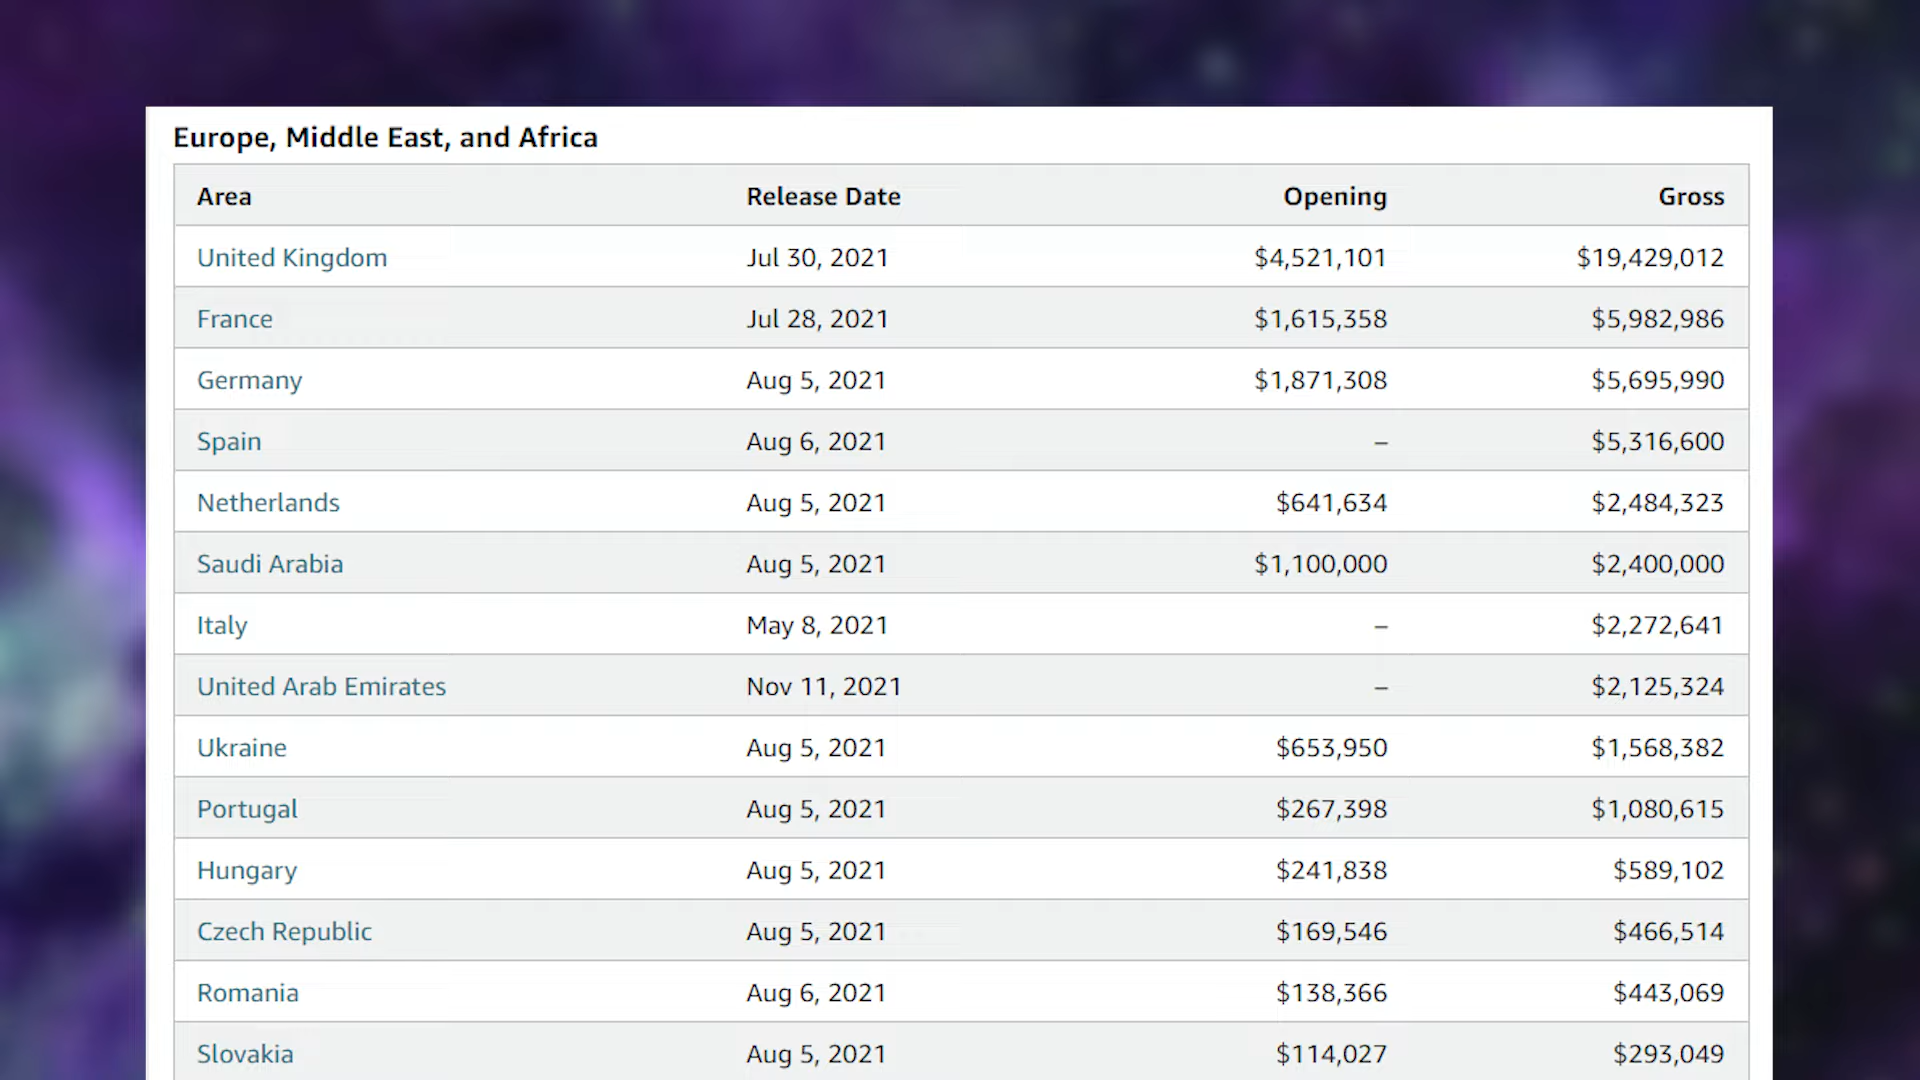 Europe, Middle East, and Africa
Area Release Date Opening Gross
United Kingdom Jul 30, 2021 $4,521,101 $19,429,012
France Jul 28, 2021 $1,615,358 $5,982,986
Germany Aug 5, 2021 $1,871,308 $5,695,990
Spain Aug 6, 2021 – $5,316,600
Netherlands Aug 5, 2021 $641,634 $2,484,323
Saudi Arabia Aug 5, 2021 $1,100,000 $2,400,000
Italy May 8, 2021 – $2,272,641
United Arab Emirates Nov 11, 2021 – $2,125,324
Ukraine Aug 5, 2021 $653,950 $1,568,382
Portugal Aug 5, 2021 $267,398 $1,080,615
Hungary Aug 5, 2021 $241,838 $589,102
Czech Republic Aug 5, 2021 $169,546 $466,514
Romania Aug 6, 2021 $138,366 $443,069
Slovakia Aug 5, 2021 $114,027 $293,049